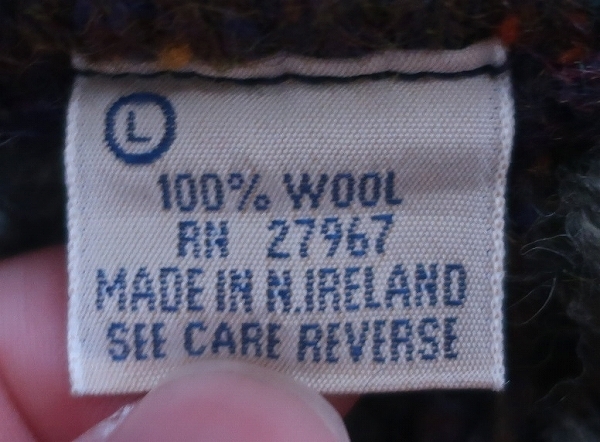 L
100% WOOL
RN 27967
MADE IN N.IRELAND
SEE CARE REVERSE